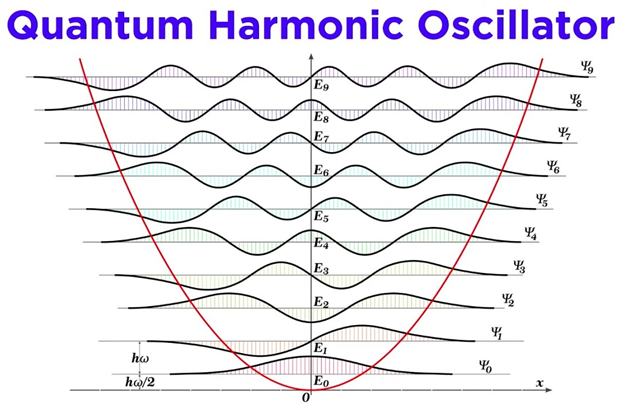 Quantum Harmonic Oscillator
E₉ Ψ₉
E₈ Ψ₈
E₇ Ψ₇
E₆ Ψ₆
E₅ Ψ₅
E₄ Ψ₄
E₃ Ψ₃
E₂ Ψ₂
E₁ Ψ₁
hω
E₀ Ψ₀
hω/2
0 x